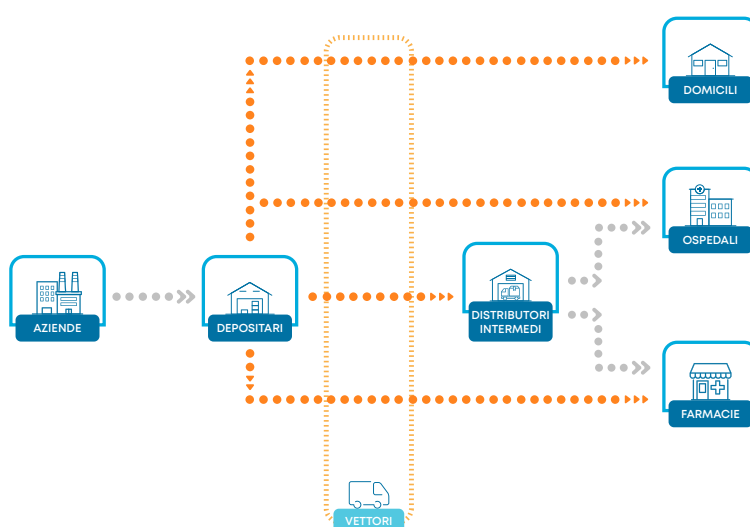 DOMICILI
OSPEDALI
AZIENDE
DEPOSITARI
DISTRIBUTORI
INTERMEDI
FARMACIE
VETTORI